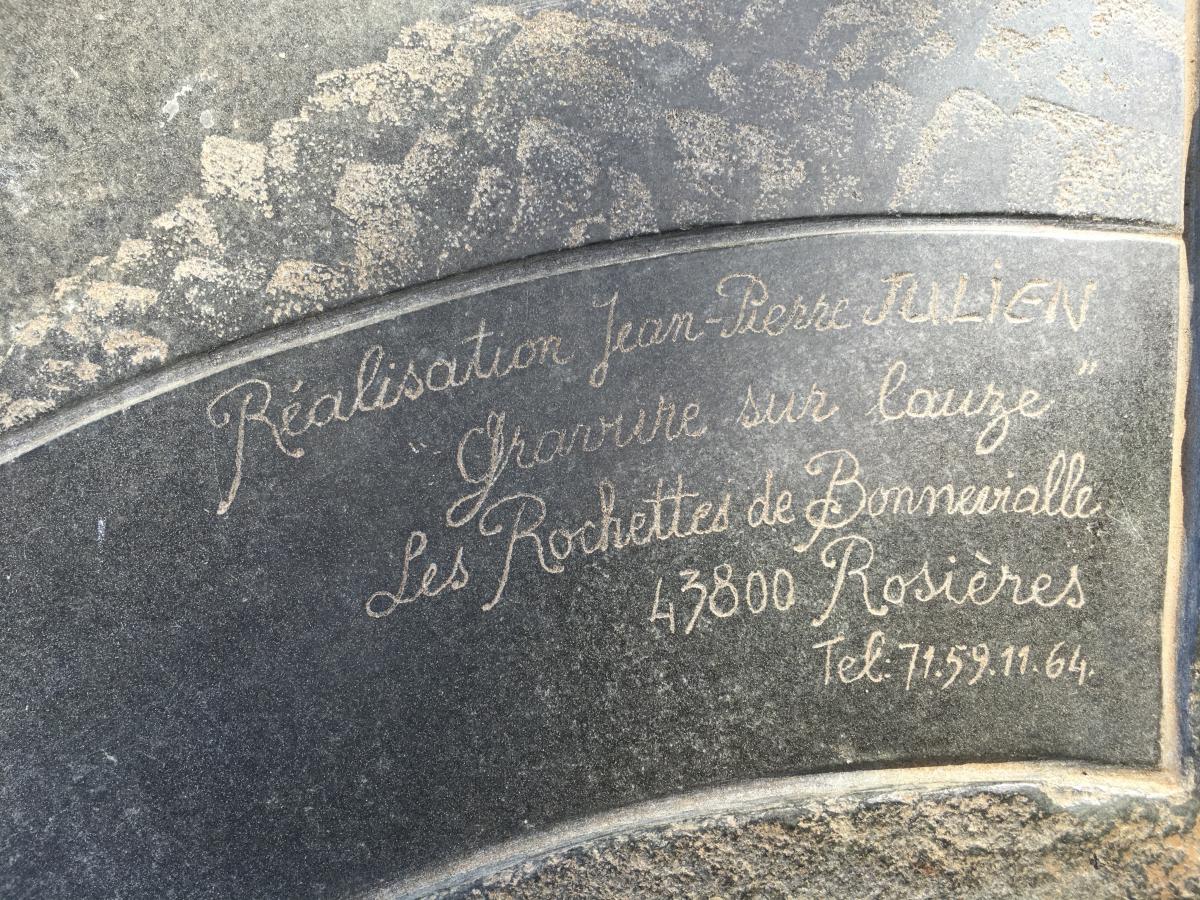 Réalisation Jean-Pierre JULIEN
"Gravure sur lauze"
Les Rochettes de Bonnevialle
43800 Rosières
Tel: 71.59.11.64.